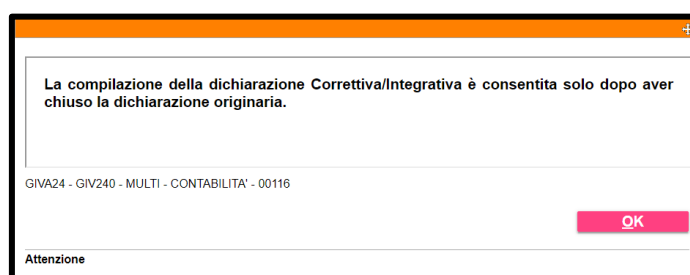 La compilazione della dichiarazione Correttiva/Integrativa è consentita solo dopo aver
chiuso la dichiarazione originaria.
GIVA24 - GIV240 - MULTI - CONTABILITA' - 00116
OK
Attenzione